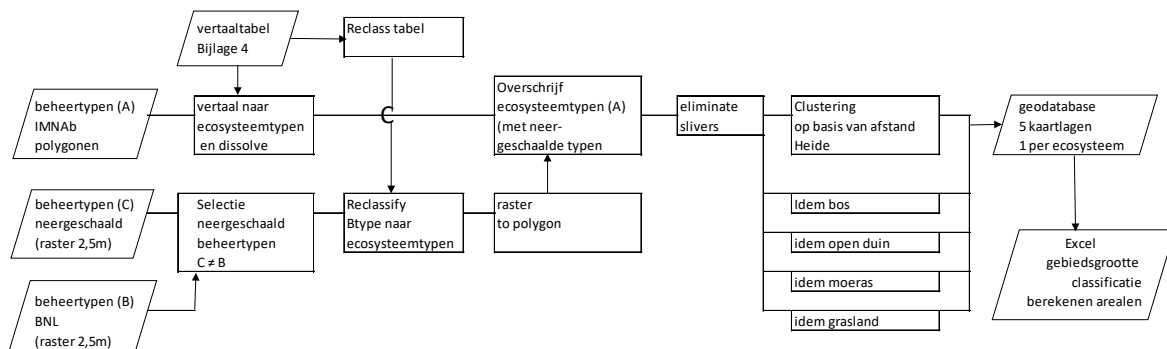 vertaaltabel
Bijlage 4
Reclass tabel
beheertypen (A)
IMNAb
polygonen
vertaal naar
ecosysteemtypen
en dissolve
C
Overschrijf
ecosysteemtypen (A)
(met neer-
geschaalde typen
eliminate
slivers
Clustering
op basis van afstand
Heide
geodatabase
5 kaartlagen
1 per ecosysteem
beheertypen (C)
neergeschaald
(raster 2,5m)
Selectie
neergeschaald
beheertypen
C ≠ B
Reclassify
Btype naar
ecosysteemtypen
raster
to polygon
Idem bos
idem open duin
idem moeras
idem grasland
Excel
gebiedsgrootte
classificatie
berekenen arealen
beheertypen (B)
BNL
(raster 2,5m)